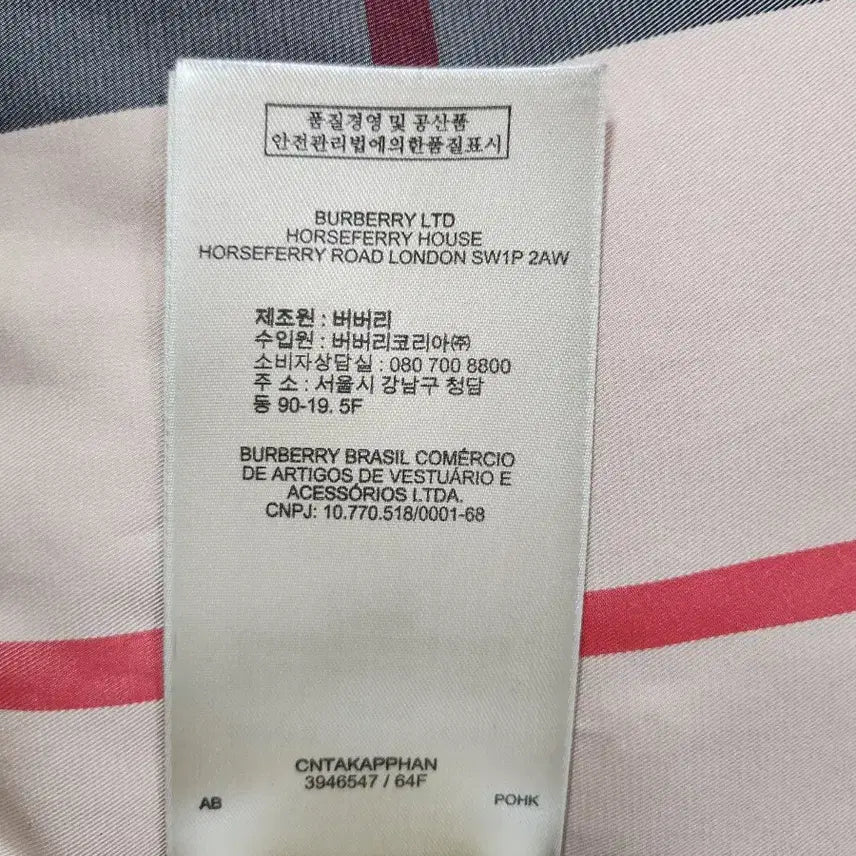 품질경영 및 공산품
안전관리법에의한품질표시
BURBERRY LTD
HORSEFERRY HOUSE
HORSEFERRY ROAD LONDON SW1P 2AW
제조원 : 버버리
수입원 : 버버리코리아㈜
소비자상담실 : 080 700 8800
주 소 : 서울시 강남구 청담
동 90-19. 5F
BURBERRY BRASIL COMÉRCIO
DE ARTIGOS DE VESTUÁRIO E
ACESSÓRIOS LTDA.
CNPJ: 10.770.518/0001-68
CNTAKAPPHAN
3946547 / 64F
AB POHK